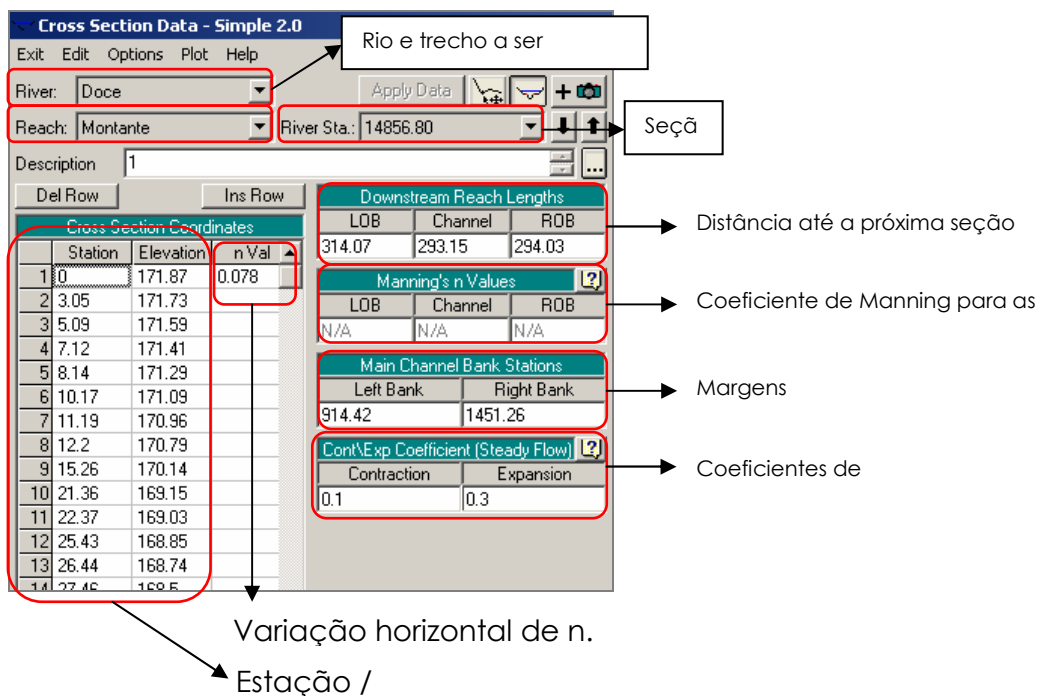 Cross Section Data - Simple 2.0
Rio e trecho a ser
Exit Edit Options Plot Help
River: Doce
Apply Data
Reach: Montante
River Sta.: 14856.80
Seçã
Description 1
Del Row Ins Row
Downstream Reach Lengths
LOB Channel ROB
314.07 293.15 294.03
Distância até a próxima seção
Manning's n Values
LOB Channel ROB
N/A N/A N/A
Coeficiente de Manning para as
Main Channel Bank Stations
Left Bank Right Bank
914.42 1451.26
Margens
Cont\Exp Coefficient (Steady Flow)
Contraction Expansion
0.1 0.3
Coeficientes de
Cross Section Coordinates
Station Elevation n Val
1 0 171.87 0.078
2 3.05 171.73
3 5.09 171.59
4 7.12 171.41
5 8.14 171.29
6 10.17 171.09
7 11.19 170.96
8 12.2 170.79
9 15.26 170.14
10 21.36 169.15
11 22.37 169.03
12 25.43 168.85
13 26.44 168.74
14 27.46 168.5
Variação horizontal de n.
Estação /